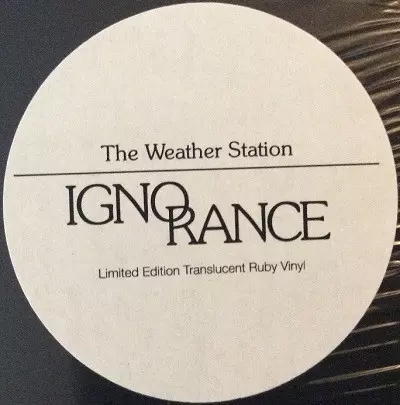 The Weather Station
IGNORANCE
Limited Edition Translucent Ruby Vinyl